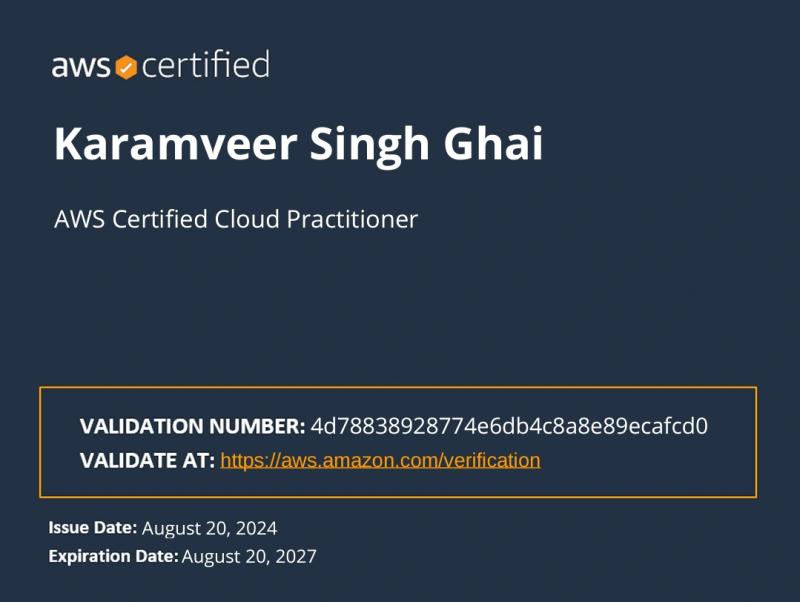 aws certified
Karamveer Singh Ghai
AWS Certified Cloud Practitioner
VALIDATION NUMBER: 4d78838928774e6db4c8a8e89ecafcd0
VALIDATE AT: https://aws.amazon.com/verification
Issue Date: August 20, 2024
Expiration Date: August 20, 2027